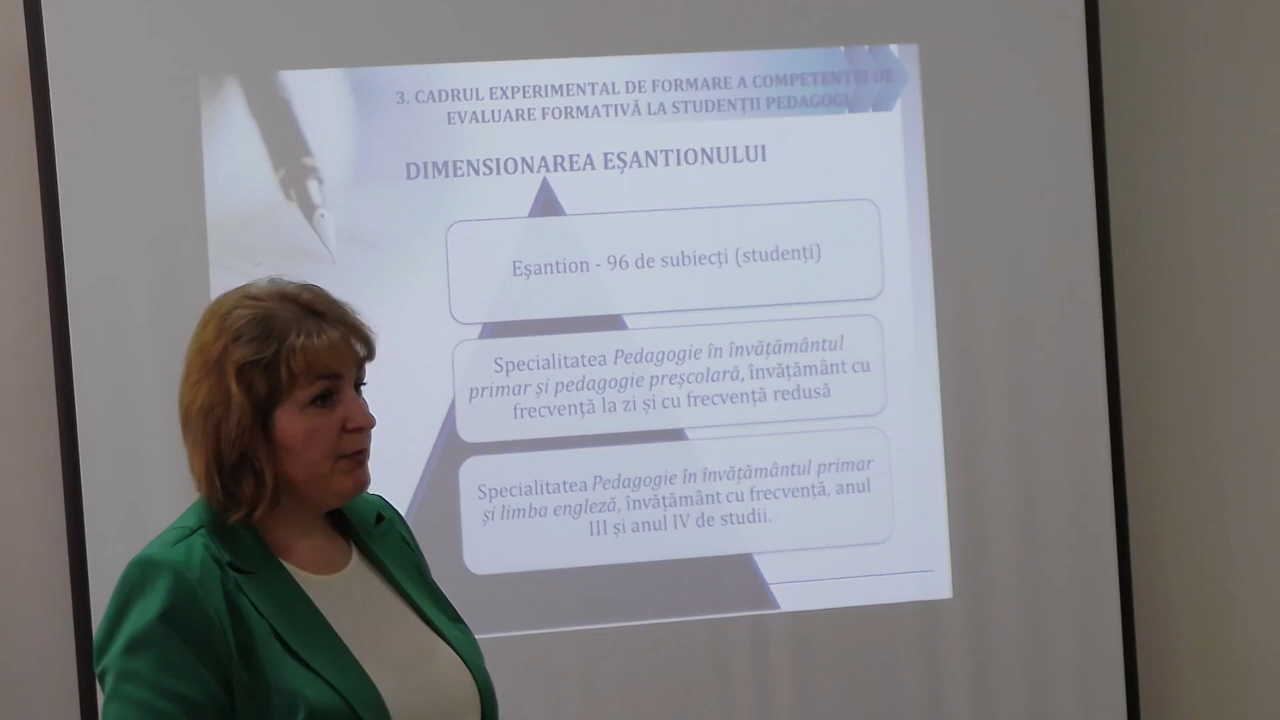 3. CADRUL EXPERIMENTAL DE FORMARE A COMPETENȚEI DE
EVALUARE FORMATIVĂ LA STUDENȚII PEDAGOGI
DIMENSIONAREA EȘANTIONULUI
Eșantion - 96 de subiecți (studenți)
Specialitatea Pedagogie în învățământul
primar și pedagogie preșcolară, învățământ cu
frecvență la zi și cu frecvență redusă
Specialitatea Pedagogie în învățământul primar
și limba engleză, învățământ cu frecvență, anul
III și anul IV de studii.